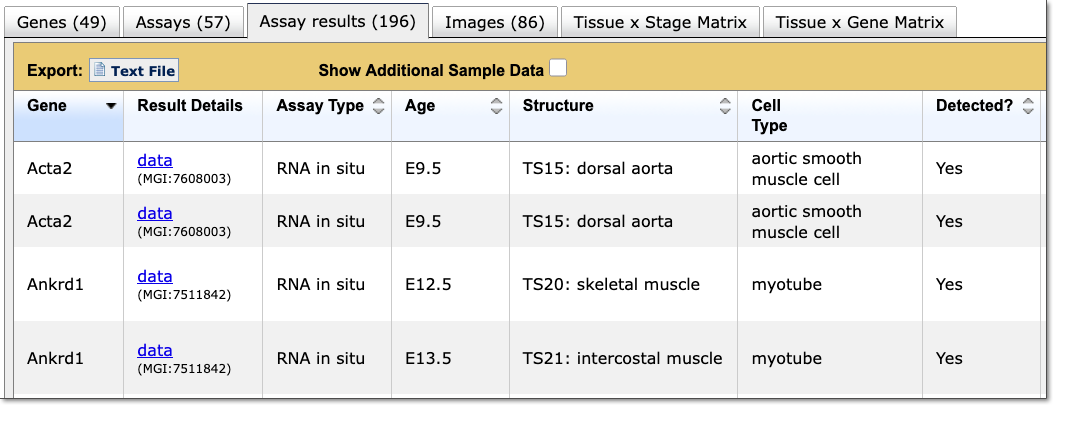 Genes (49) Assays (57) Assay results (196) Images (86) Tissue x Stage Matrix Tissue x Gene Matrix
Export: Text File Show Additional Sample Data
Gene Result Details Assay Type Age Structure Cell Type Detected?
Acta2 data (MGI:7608003) RNA in situ E9.5 TS15: dorsal aorta aortic smooth muscle cell Yes
Acta2 data (MGI:7608003) RNA in situ E9.5 TS15: dorsal aorta aortic smooth muscle cell Yes
Ankrd1 data (MGI:7511842) RNA in situ E12.5 TS20: skeletal muscle myotube Yes
Ankrd1 data (MGI:7511842) RNA in situ E13.5 TS21: intercostal muscle myotube Yes